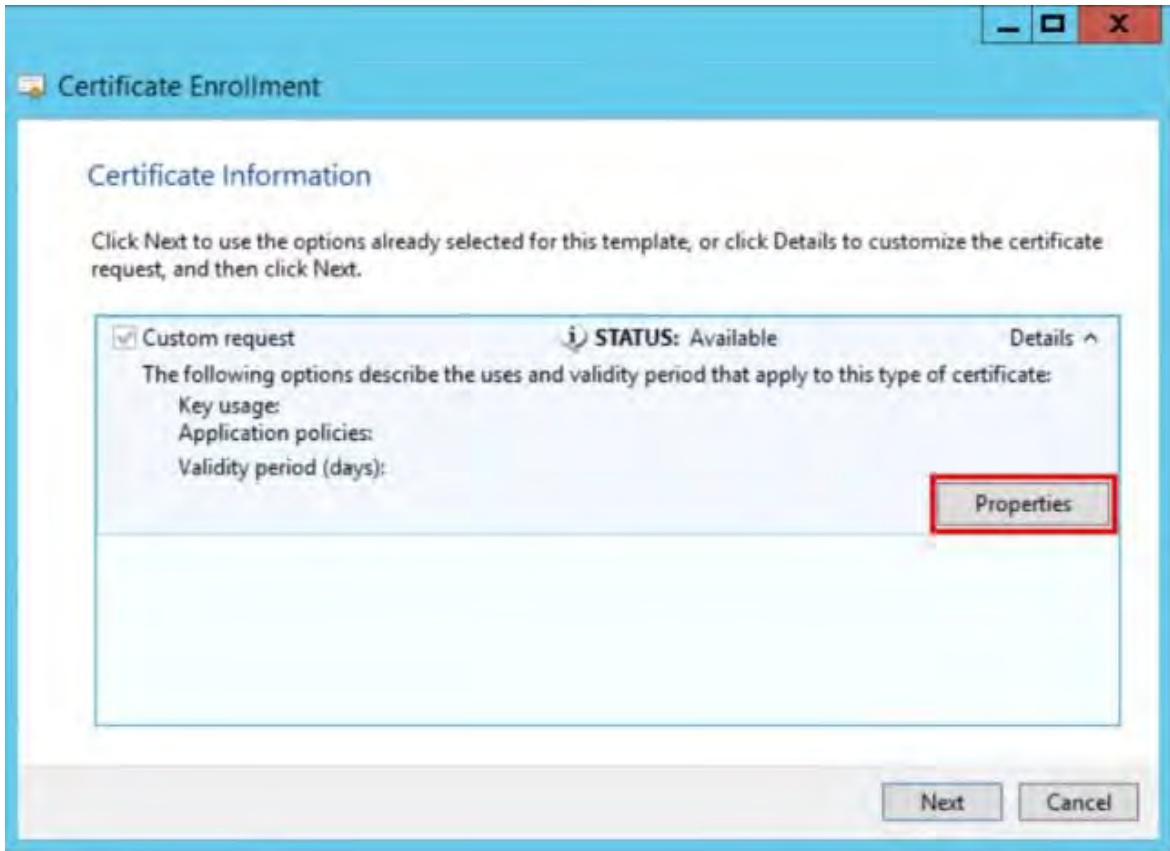 Certificate Enrollment
Certificate Information
Click Next to use the options already selected for this template, or click Details to customize the certificate
request, and then click Next.
Custom request STATUS: Available Details
The following options describe the uses and validity period that apply to this type of certificate:
Key usage:
Application policies:
Validity period (days):
Properties
Next Cancel